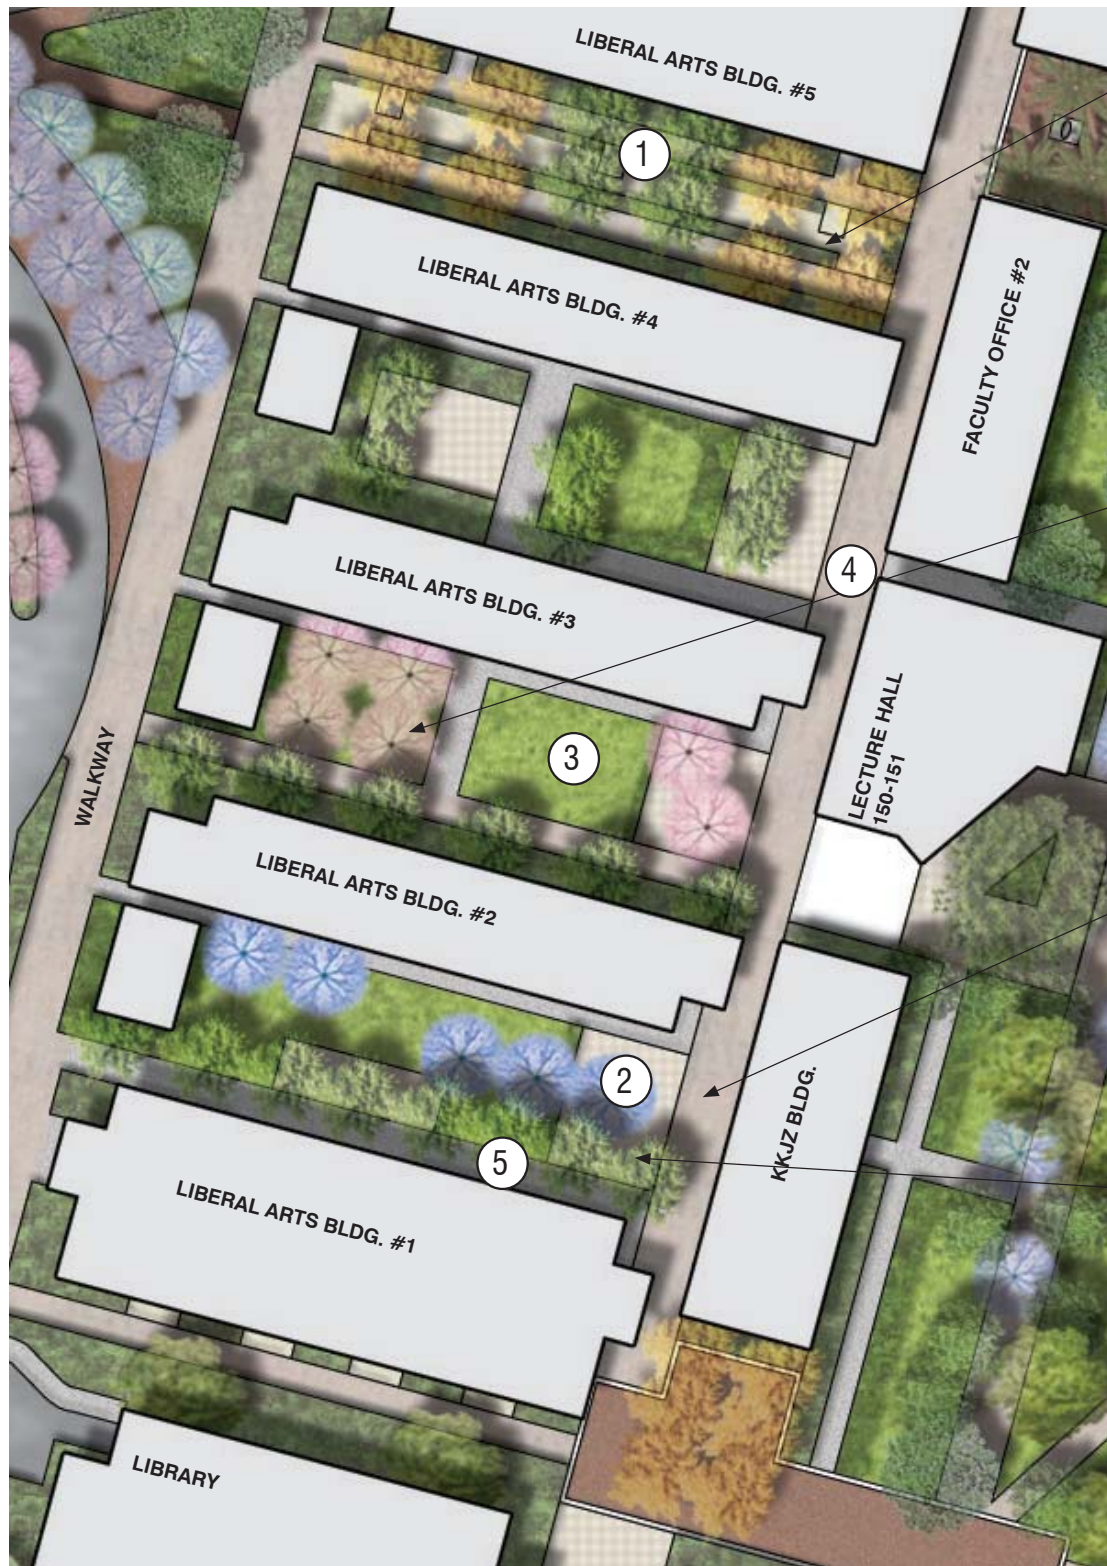 LIBERAL ARTS BLDG. #5
1
LIBERAL ARTS BLDG. #4
FACULTY OFFICE #2
4
LIBERAL ARTS BLDG. #3
LECTURE HALL
150-151
3
WALKWAY
LIBERAL ARTS BLDG. #2
2
KKJZ BLDG.
5
LIBERAL ARTS BLDG. #1
LIBRARY